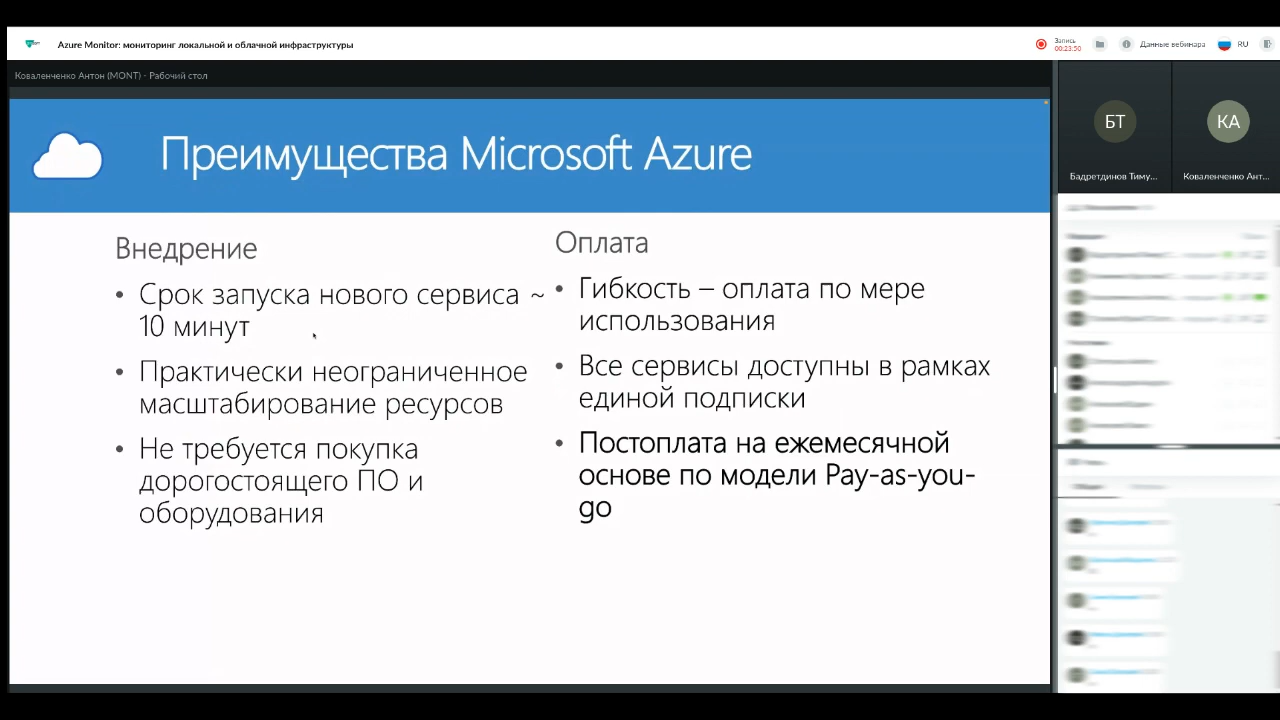 Azure Monitor: мониторинг локальной и облачной инфраструктуры
Запись
00:23:50
Данные вебинара
RU
Коваленченко Антон (MONT) - Рабочий стол
Преимущества Microsoft Azure
Внедрение
• Срок запуска нового сервиса ~
10 минут
• Практически неограниченное
масштабирование ресурсов
• Не требуется покупка
дорогостоящего ПО и
оборудования
Оплата
• Гибкость – оплата по мере
использования
• Все сервисы доступны в рамках
единой подписки
• Постоплата на ежемесячной
основе по модели Pay-as-you-
go
БТ
Бадретдинов Тиму...
КА
Коваленченко Ант...